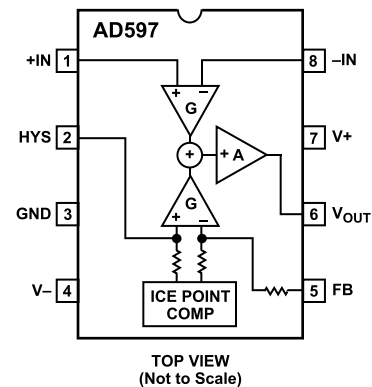 AD597
+IN 1
8 –IN
+ –
G
HYS 2
7 V+
+
+ A
G
GND 3
6 VOUT
+ –
V– 4
ICE POINT
COMP
5 FB
TOP VIEW
(Not to Scale)